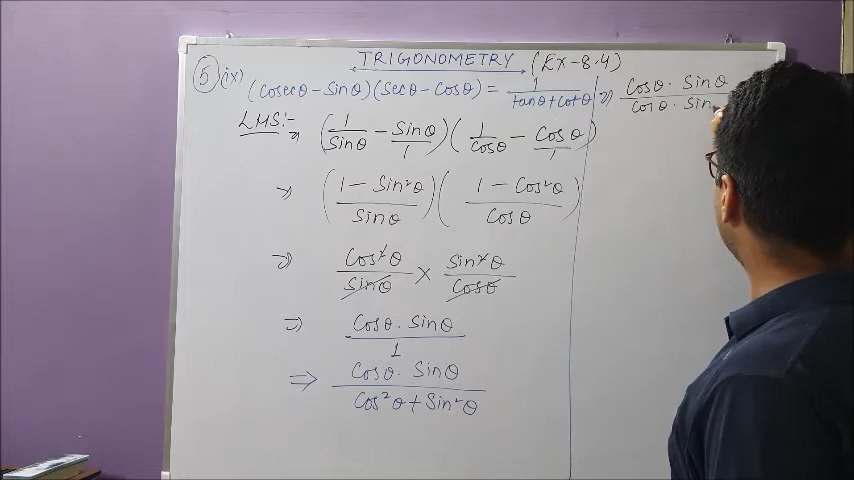 TRIGONOMETRY (EX-8.4)
5 (ix) (cosecθ - sinθ)(secθ - cosθ) = 1/(tanθ + cotθ)
LHS:- ⇒ (1/Sinθ - Sinθ/1)(1/Cosθ - Cosθ/1)
⇒ ((1 - Sin²θ)/Sinθ)((1 - Cos²θ)/Cosθ)
⇒ Cos²θ/Sinθ × Sin²θ/Cosθ
⇒ Cosθ · Sinθ/1
⇒ Cosθ · Sinθ/(Cos²θ + Sin²θ)
⇒ Cosθ · Sinθ/Cosθ · Sin